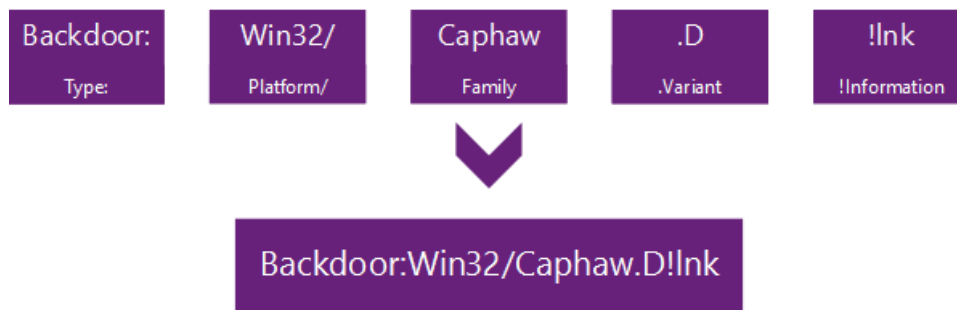 Backdoor:
Type:
Win32/
Platform/
Caphaw
Family
.D
.Variant
!lnk
!Information
Backdoor:Win32/Caphaw.D!lnk